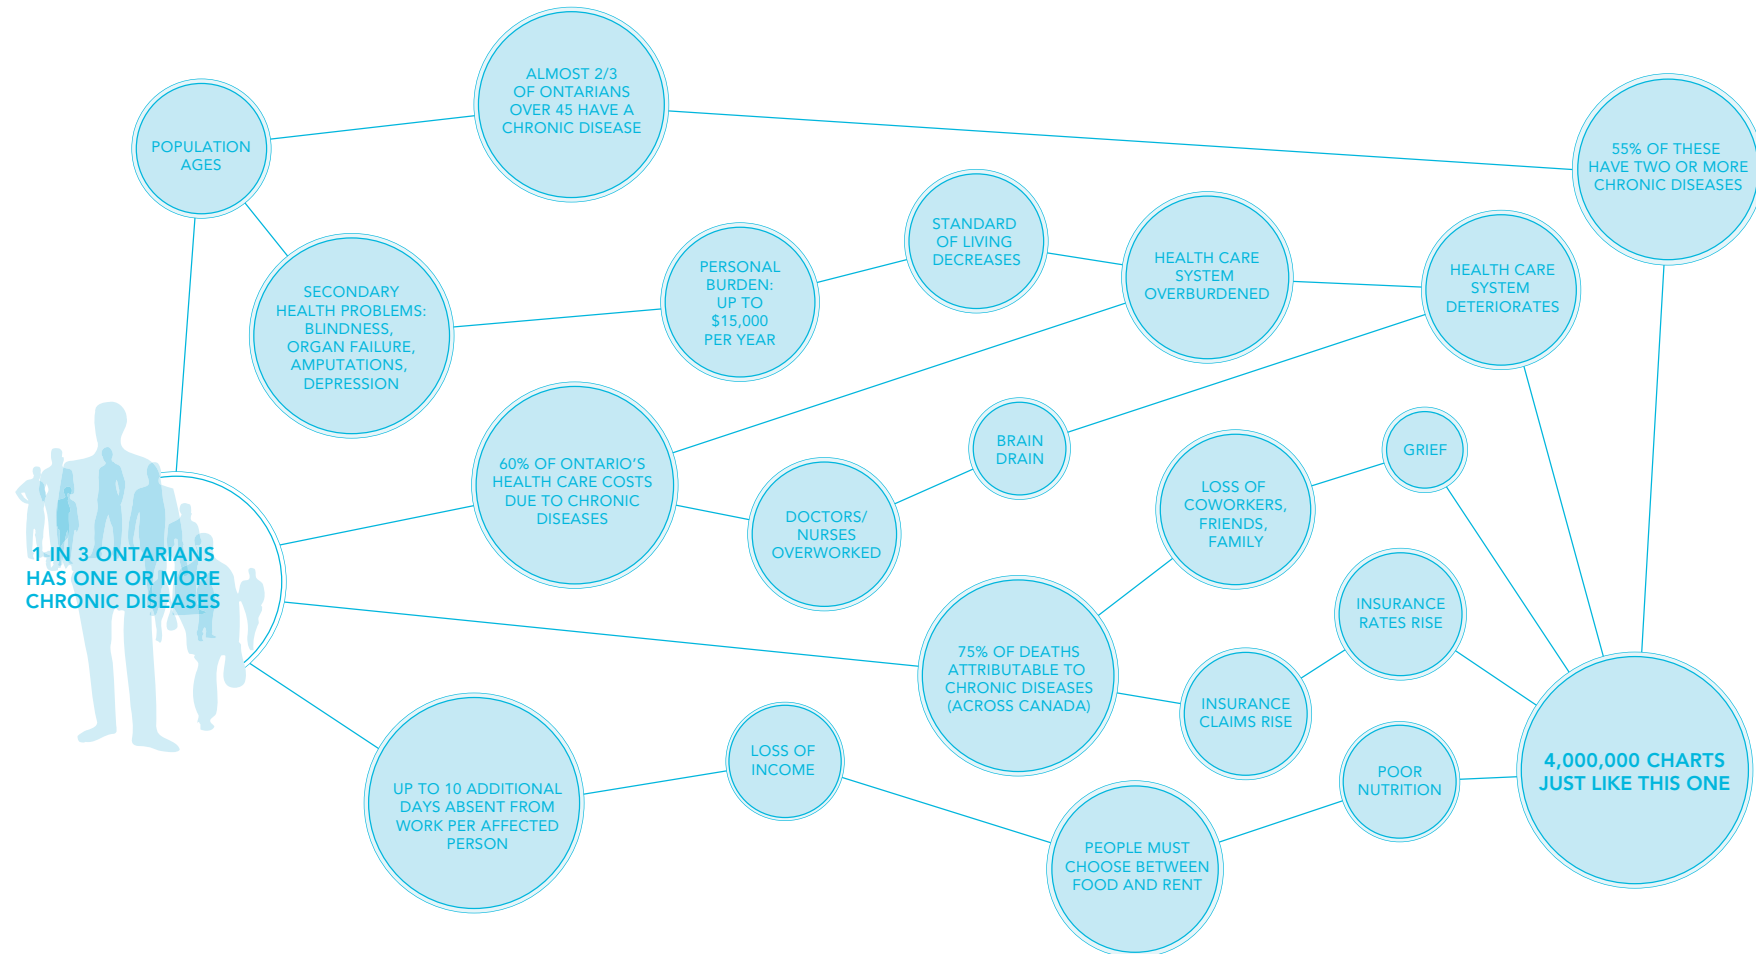 ALMOST 2/3
OF ONTARIANS
OVER 45 HAVE A
CHRONIC DISEASE
POPULATION
AGES
55% OF THESE
HAVE TWO OR MORE
CHRONIC DISEASES
STANDARD
OF LIVING
DECREASES
HEALTH CARE
SYSTEM
OVERBURDENED
HEALTH CARE
SYSTEM
DETERIORATES
PERSONAL
BURDEN:
UP TO
$15,000
PER YEAR
SECONDARY
HEALTH PROBLEMS:
BLINDNESS,
ORGAN FAILURE,
AMPUTATIONS,
DEPRESSION
60% OF ONTARIO’S
HEALTH CARE COSTS
DUE TO CHRONIC
DISEASES
BRAIN
DRAIN
GRIEF
LOSS OF
COWORKERS,
FRIENDS,
FAMILY
DOCTORS/
NURSES
OVERWORKED
1 IN 3 ONTARIANS
HAS ONE OR MORE
CHRONIC DISEASES
INSURANCE
RATES RISE
75% OF DEATHS
ATTRIBUTABLE TO
CHRONIC DISEASES
(ACROSS CANADA)
INSURANCE
CLAIMS RISE
LOSS OF
INCOME
4,000,000 CHARTS
JUST LIKE THIS ONE
POOR
NUTRITION
UP TO 10 ADDITIONAL
DAYS ABSENT FROM
WORK PER AFFECTED
PERSON
PEOPLE MUST
CHOOSE BETWEEN
FOOD AND RENT